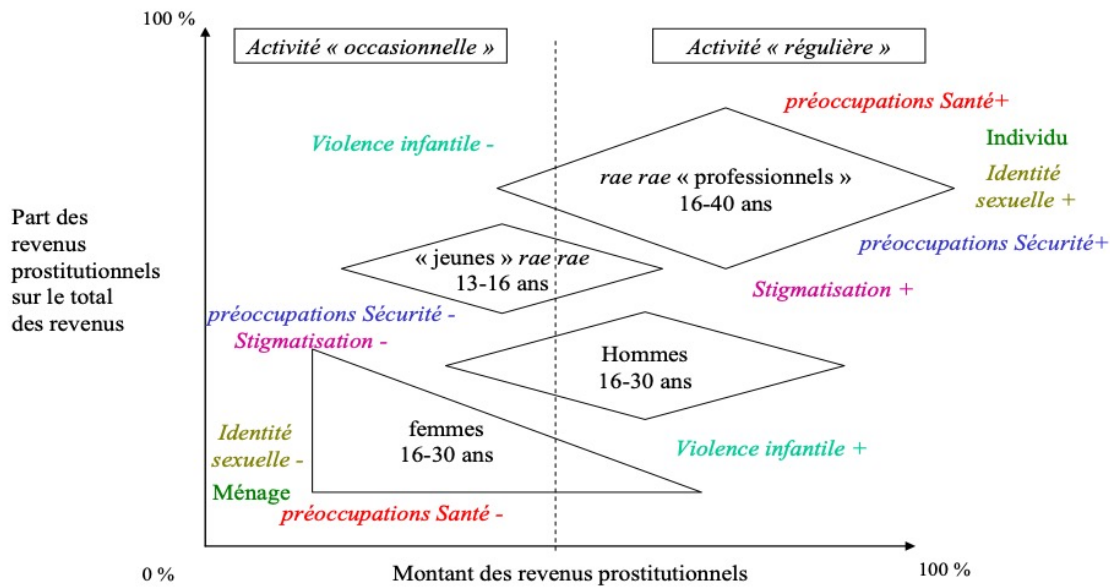 100 %
Activité « occasionnelle »
Activité « régulière »
préoccupations Santé+
Violence infantile -
Individu
rae rae « professionnels »
16-40 ans
Identité
sexuelle +
Part des
revenus
prostitutionnels
sur le total
des revenus
préoccupations Sécurité+
« jeunes » rae rae
13-16 ans
Stigmatisation +
préoccupations Sécurité -
Stigmatisation -
Hommes
16-30 ans
femmes
16-30 ans
Identité
sexuelle -
Violence infantile +
Ménage
préoccupations Santé -
0 %
Montant des revenus prostitutionnels
100 %